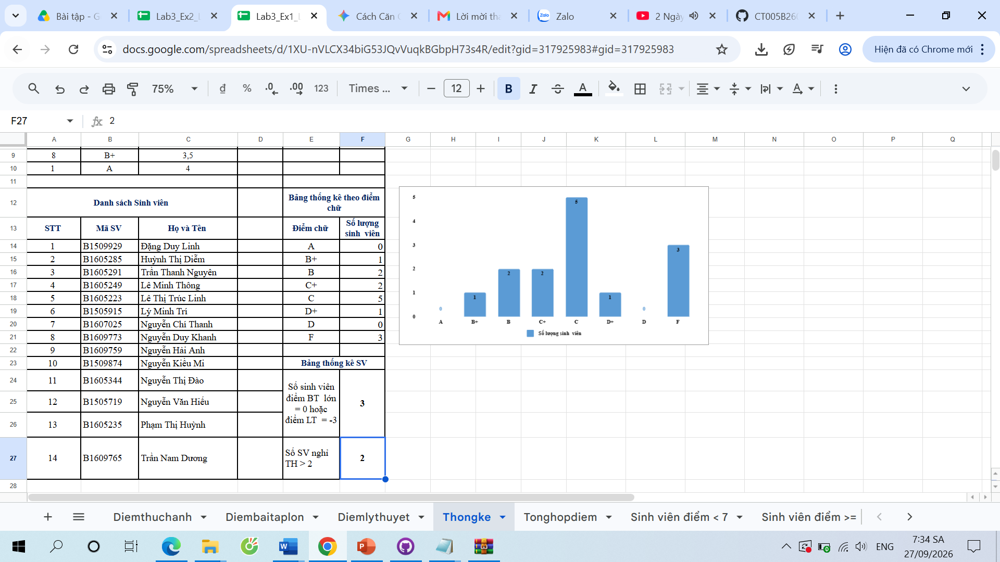 Bài tập - G
Lab3_Ex2_L
Lab3_Ex1_L
Cách Căn C
Lời mời tha
Zalo
Zalo
2 Ngày
CT005B260
docs.google.com/spreadsheets/d/1XU-nVLCX34biG53JQvVuqkBGbpH73s4R/edit?gid=317925983#gid=317925983
Hiện đã có Chrome mới
75% đ % .0 .00 123 Times ... 12 B I S A A
F27 fx 2
A B C D E F G H I J K L M N O P Q
9 8 B+ 3,5
10 1 A 4
11
12 Danh sách Sinh viên Bảng thống kê theo điểm chữ
13 STT Mã SV Họ và Tên Điểm chữ Số lượng sinh viên
14 1 B1509929 Đặng Duy Linh A 0
15 2 B1605285 Huỳnh Thị Diễm B+ 1
16 3 B1605291 Trần Thanh Nguyên B 2
17 4 B1605249 Lê Minh Thông C+ 2
18 5 B1605223 Lê Thị Trúc Linh C 5
19 6 B1505915 Lý Minh Trí D+ 1
20 7 B1607025 Nguyễn Chí Thanh D 0
21 8 B1609773 Nguyễn Duy Khanh F 3
22 9 B1609759 Nguyễn Hải Anh
23 10 B1509874 Nguyễn Kiều Mi Bảng thống kê SV
24 11 B1605344 Nguyễn Thị Đào
25 12 B1505719 Nguyễn Văn Hiếu
26 13 B1605235 Phạm Thị Huỳnh
Số sinh viên
điểm BT lớn
= 0 hoặc
điểm LT = -3
3
27 14 B1609765 Trần Nam Dương
Số SV nghỉ
TH > 2
2
28
5
4
3
2
1
0
0 1 2 2 5 1 0 3
A B+ B C+ C D+ D F
Số lượng sinh viên
Diemthuchanh Diembaitaplon Diemlythuyet Thongke Tonghopdiem Sinh viên điểm < 7 Sinh viên điểm >=
W P
ENG
7:34 SA
27/09/2026